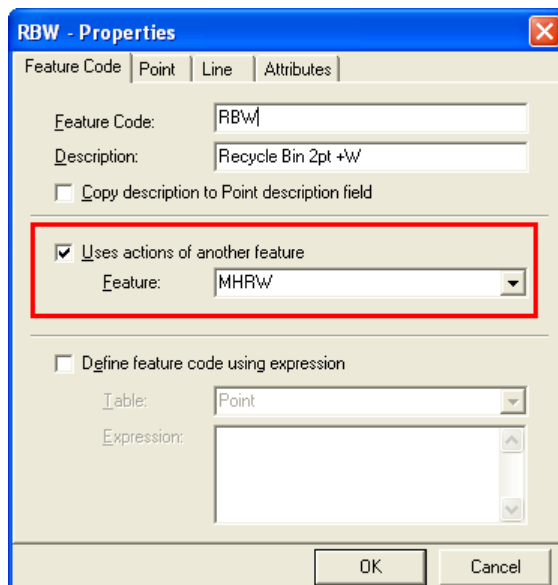 RBW - Properties
Feature Code Point Line Attributes
Feature Code: RBW
Description: Recycle Bin 2pt +W
Copy description to Point description field
Uses actions of another feature
Feature: MHRW
Define feature code using expression
Table: Point
Expression:
OK Cancel